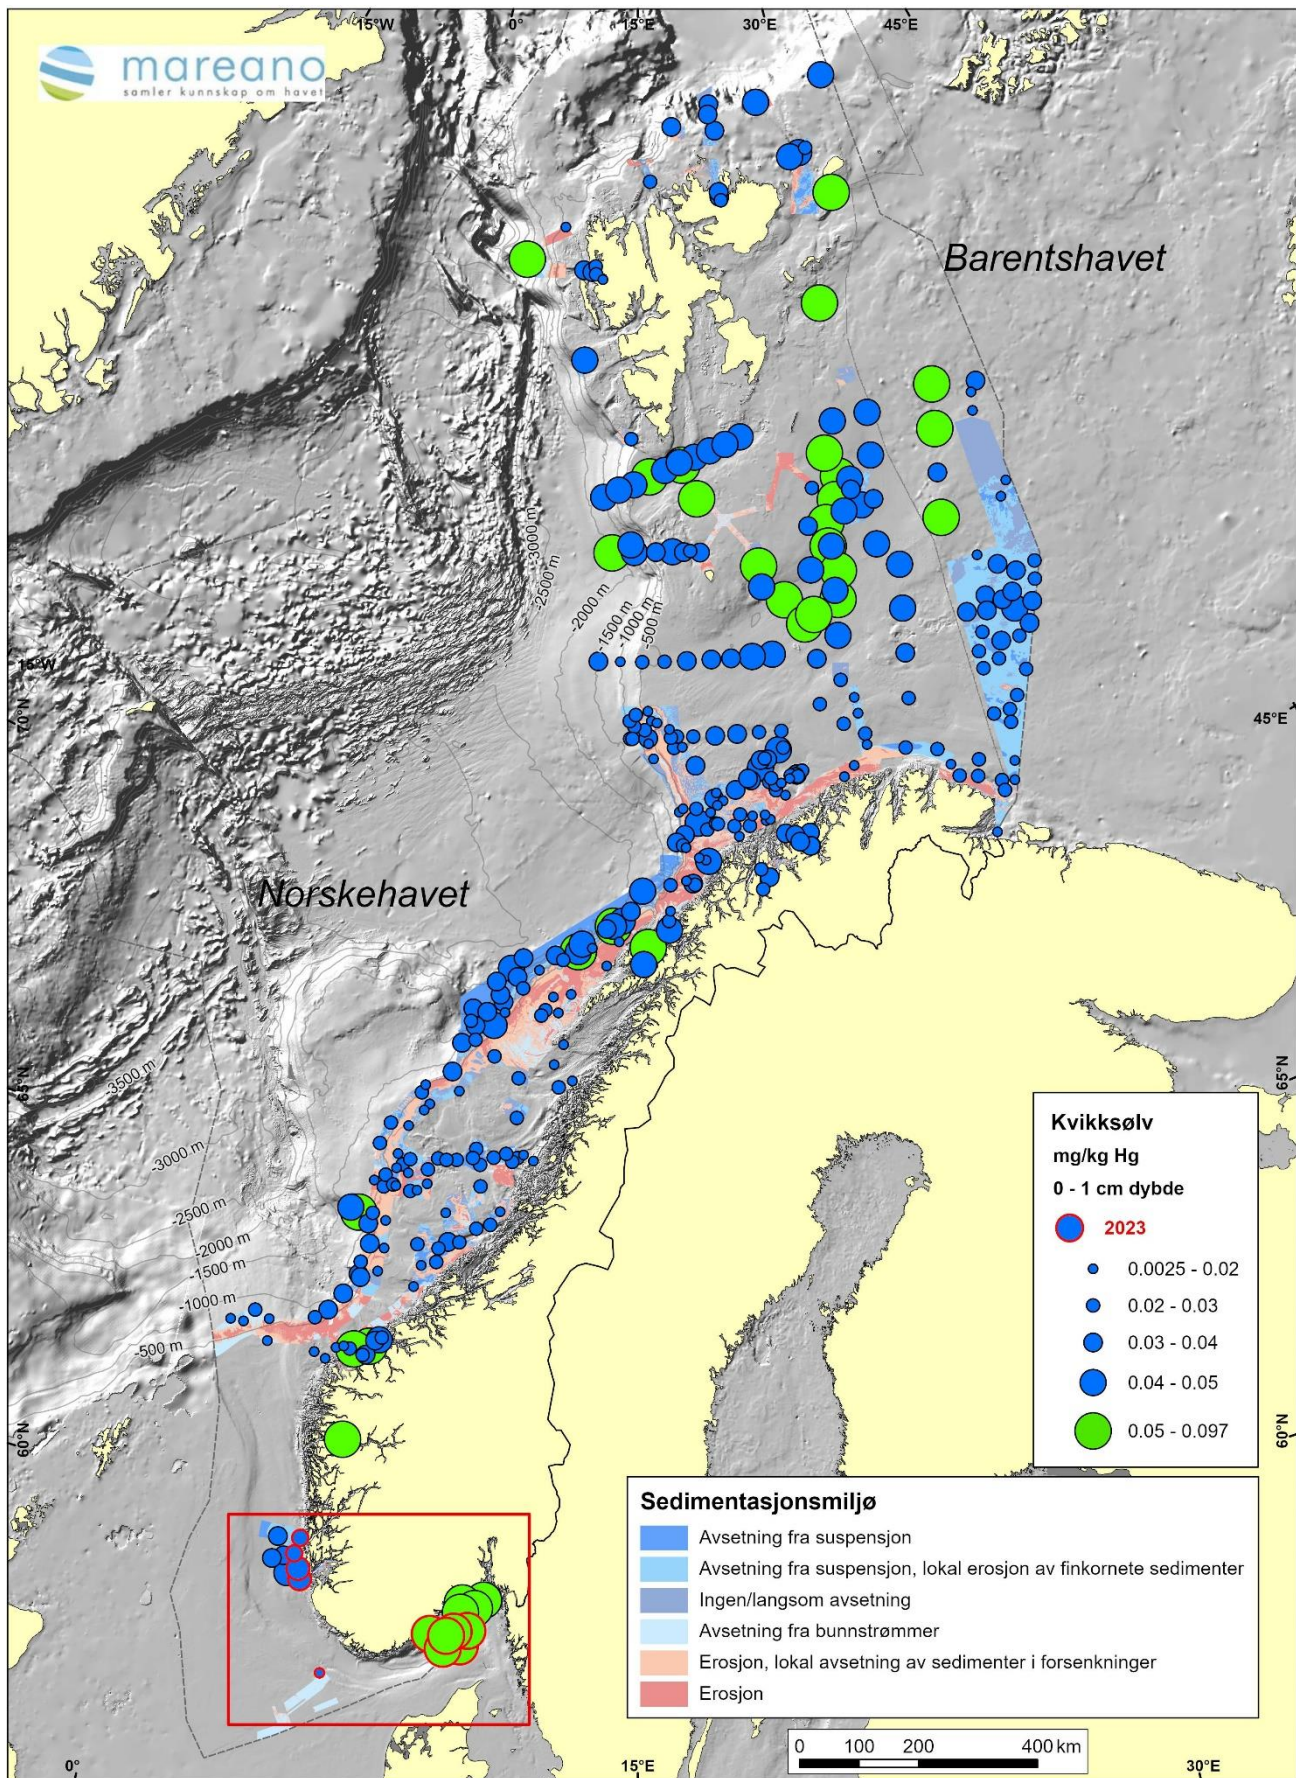 15°W 0° 15°E 30°E 45°E
mareano
samler kunnskap om havet
Barentshavet
-3000 m
-2500 m
-2000 m
-1500 m
-1000 m
-500 m
15°W
70°N
45°E
Norskehavet
-3500 m
65°N
65°N
-3000 m
-2500 m
-2000 m
-1500 m
-1000 m
-500 m
60°N
60°N
Kvikksølv
mg/kg Hg
0 - 1 cm dybde
2023
0.0025 - 0.02
0.02 - 0.03
0.03 - 0.04
0.04 - 0.05
0.05 - 0.097
Sedimentasjonsmiljø
Avsetning fra suspensjon
Avsetning fra suspensjon, lokal erosjon av finkornete sedimenter
Ingen/langsom avsetning
Avsetning fra bunnstrømmer
Erosjon, lokal avsetning av sedimenter i forsenkninger
Erosjon
0 100 200 400 km
0° 15°E 30°E